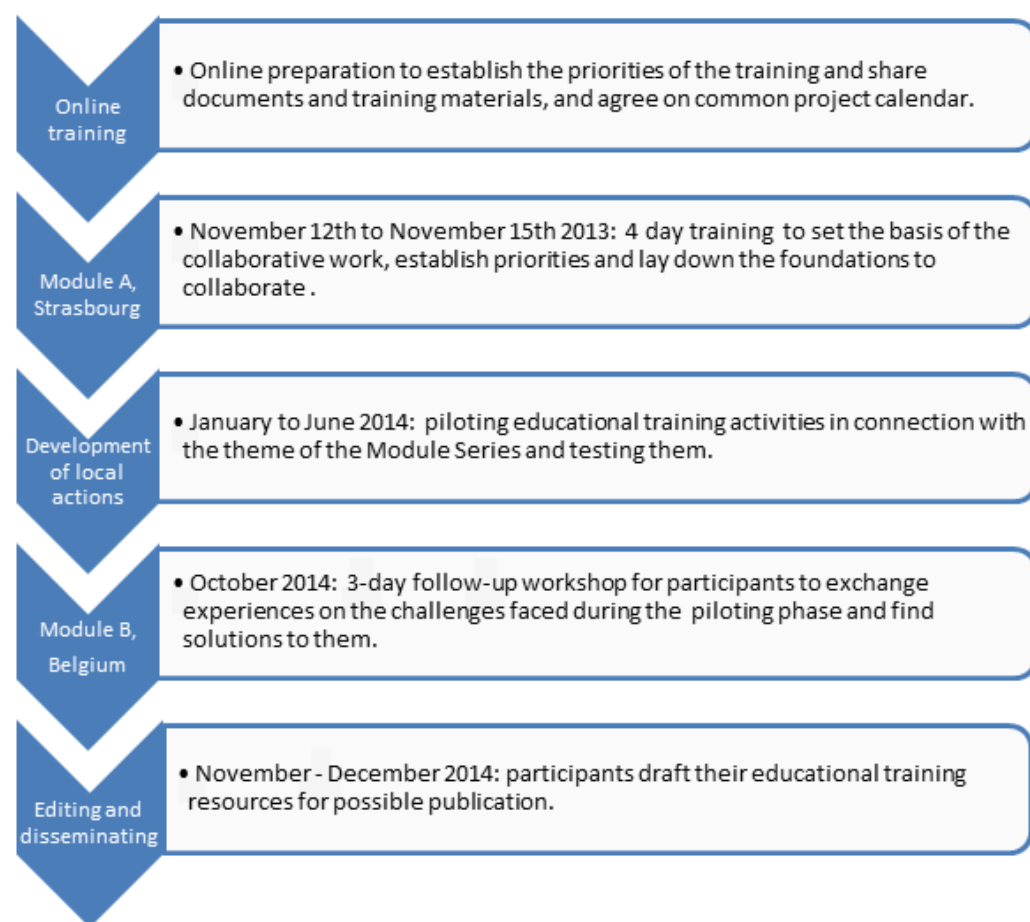 Online
training
• Online preparation to establish the priorities of the training and share
documents and training materials, and agree on common project calendar.
Module A,
Strasbourg
• November 12th to November 15th 2013: 4 day training to set the basis of the
collaborative work, establish priorities and lay down the foundations to
collaborate .
Development
of local
actions
• January to June 2014: piloting educational training activities in connection with
the theme of the Module Series and testing them.
Module B,
Belgium
• October 2014: 3-day follow-up workshop for participants to exchange
experiences on the challenges faced during the piloting phase and find
solutions to them.
Editing and
disseminating
• November - December 2014: participants draft their educational training
resources for possible publication.